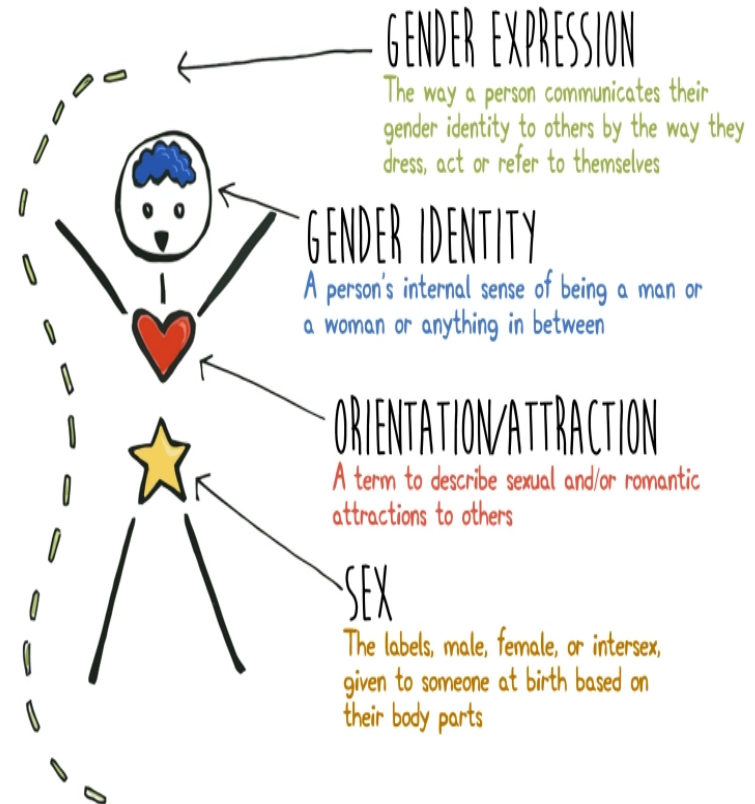 GENDER EXPRESSION
The way a person communicates their
gender identity to others by the way they
dress, act or refer to themselves
GENDER IDENTITY
A person's internal sense of being a man or
a woman or anything in between
ORIENTATION/ATTRACTION
A term to describe sexual and/or romantic
attractions to others
SEX
The labels, male, female, or intersex,
given to someone at birth based on
their body parts